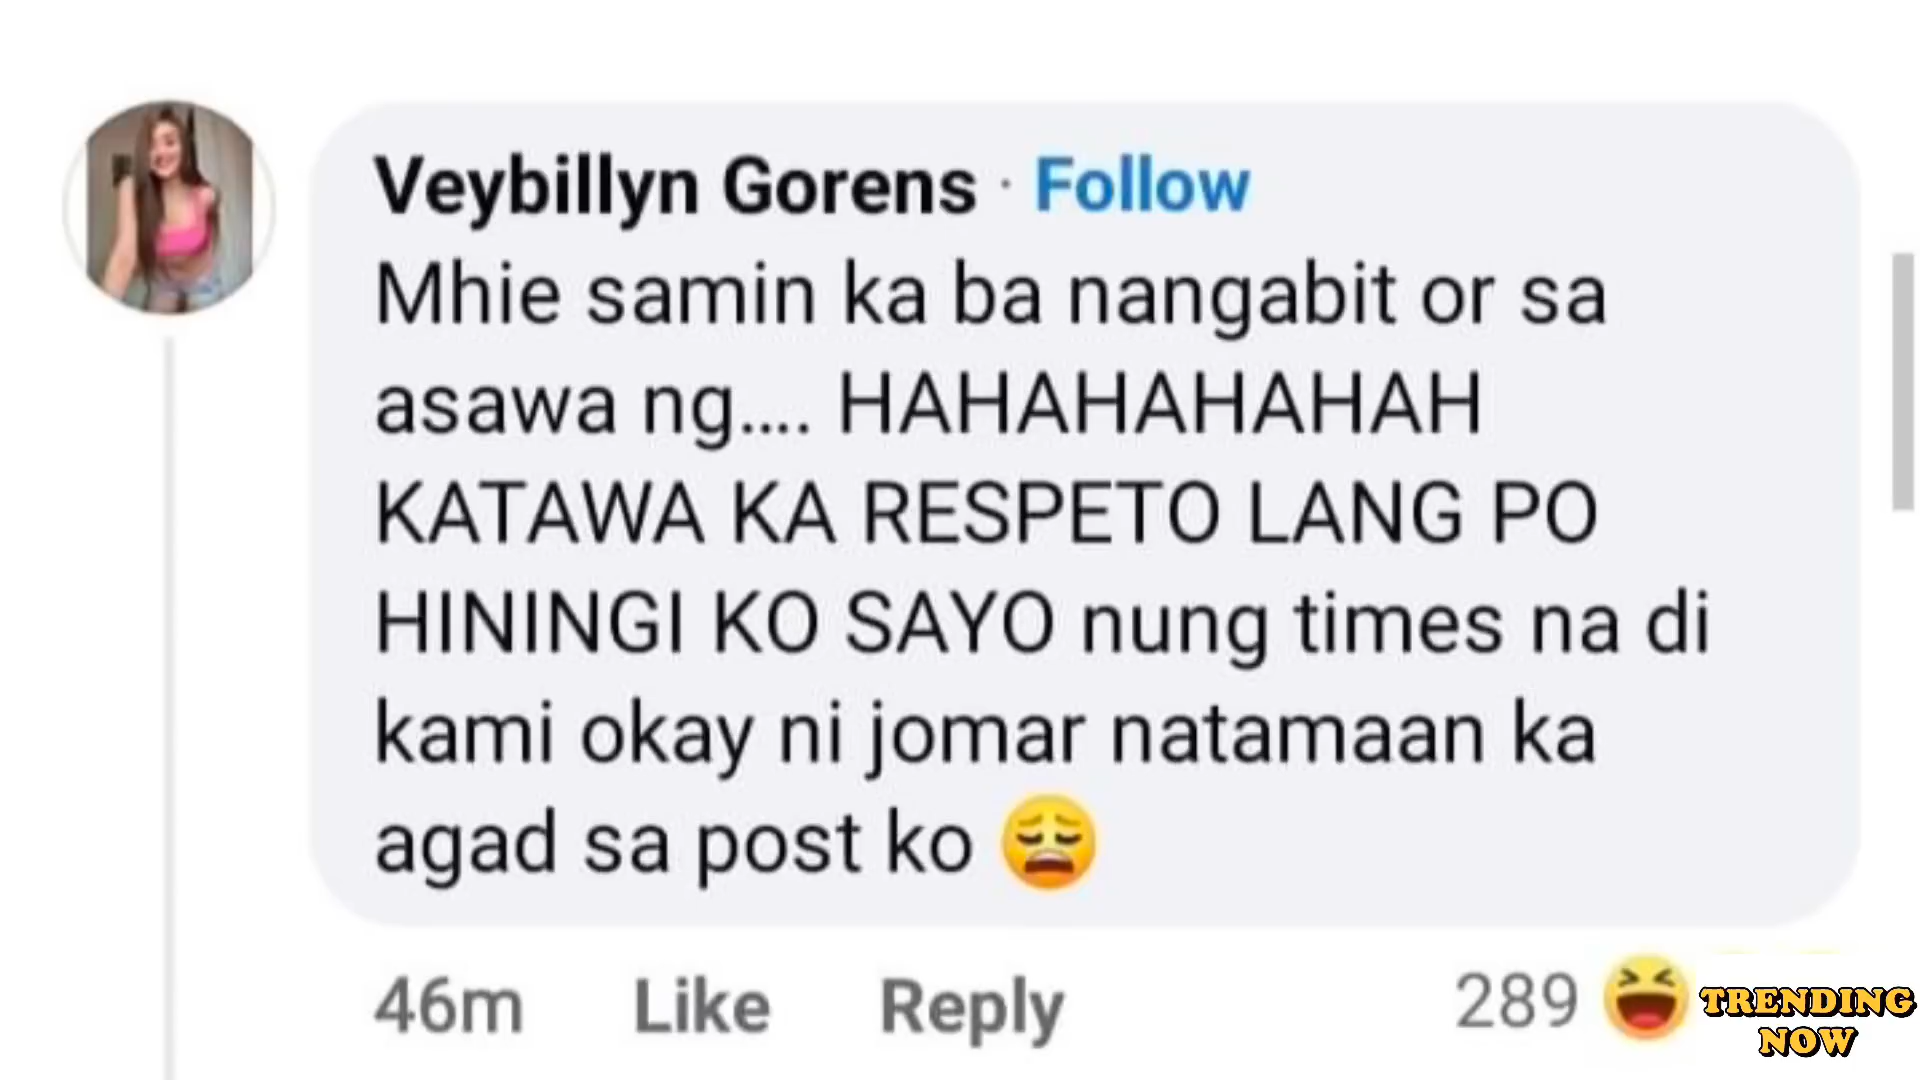 Veybillyn Gorens · Follow
Mhie samin ka ba nangabit or sa
asawa ng.... HAHAHAHAHAH
KATAWA KA RESPETO LANG PO
HININGI KO SAYO nung times na di
kami okay ni jomar natamaan ka
agad sa post ko 😩
46m Like Reply 289 😆
TRENDING
NOW